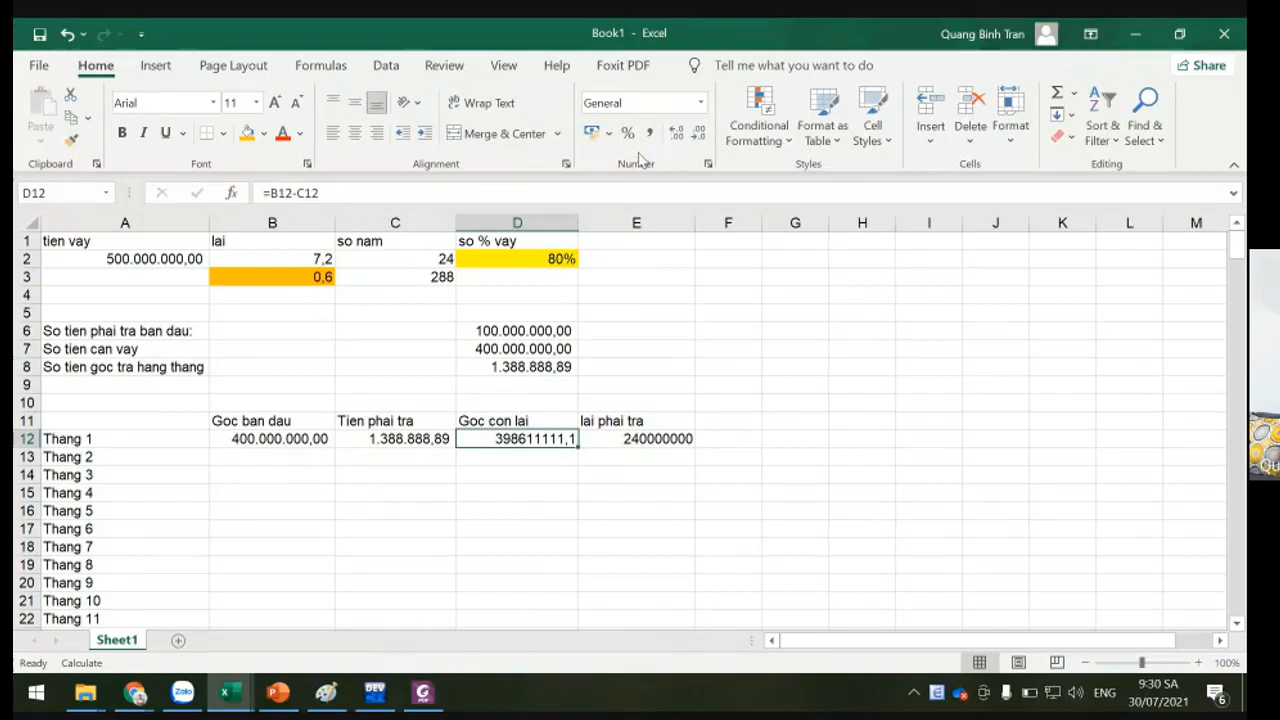 Book1 - Excel
Quang Binh Tran
File Home Insert Page Layout Formulas Data Review View Help Foxit PDF Tell me what you want to do Share
Paste
Arial 11
B I U
Wrap Text
Merge & Center
General
Conditional Formatting
Format as Table
Cell Styles
Insert
Delete
Format
Sort & Filter
Find & Select
Clipboard Font Alignment Number Styles Cells Editing
D12 fx =B12-C12
A B C D E F G H I J K L M
1 tien vay lai so nam so % vay
2 500.000.000,00 7,2 24 80%
3 0,6 288
4
5
6 So tien phai tra ban dau: 100.000.000,00
7 So tien can vay 400.000.000,00
8 So tien goc tra hang thang 1.388.888,89
9
10
11 Goc ban dau Tien phai tra Goc con lai lai phai tra
12 Thang 1 400.000.000,00 1.388.888,89 398611111,1 240000000
13 Thang 2
14 Thang 3
15 Thang 4
16 Thang 5
17 Thang 6
18 Thang 7
19 Thang 8
20 Thang 9
21 Thang 10
22 Thang 11
Sheet1
Ready Calculate 100%
Zalo DEV ENG 9:30 SA
30/07/2021 6